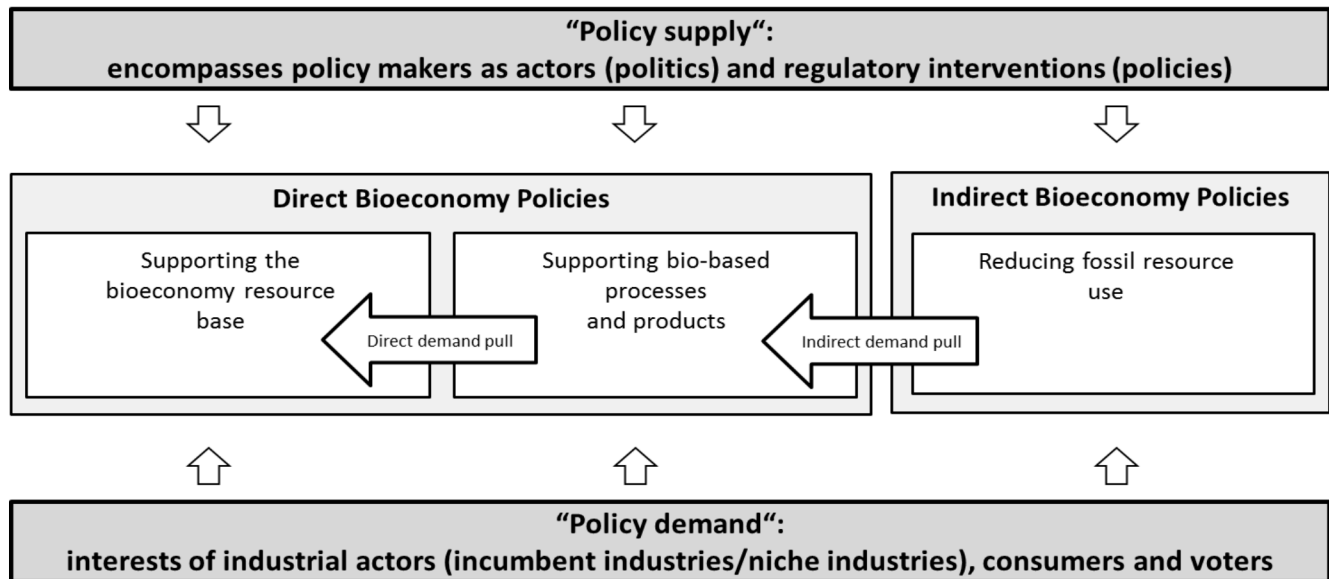 “Policy supply“:
encompasses policy makers as actors (politics) and regulatory interventions (policies)
Direct Bioeconomy Policies
Indirect Bioeconomy Policies
Supporting the
bioeconomy resource
base
Supporting bio-based
processes
and products
Reducing fossil resource
use
Direct demand pull
Indirect demand pull
“Policy demand“:
interests of industrial actors (incumbent industries/niche industries), consumers and voters